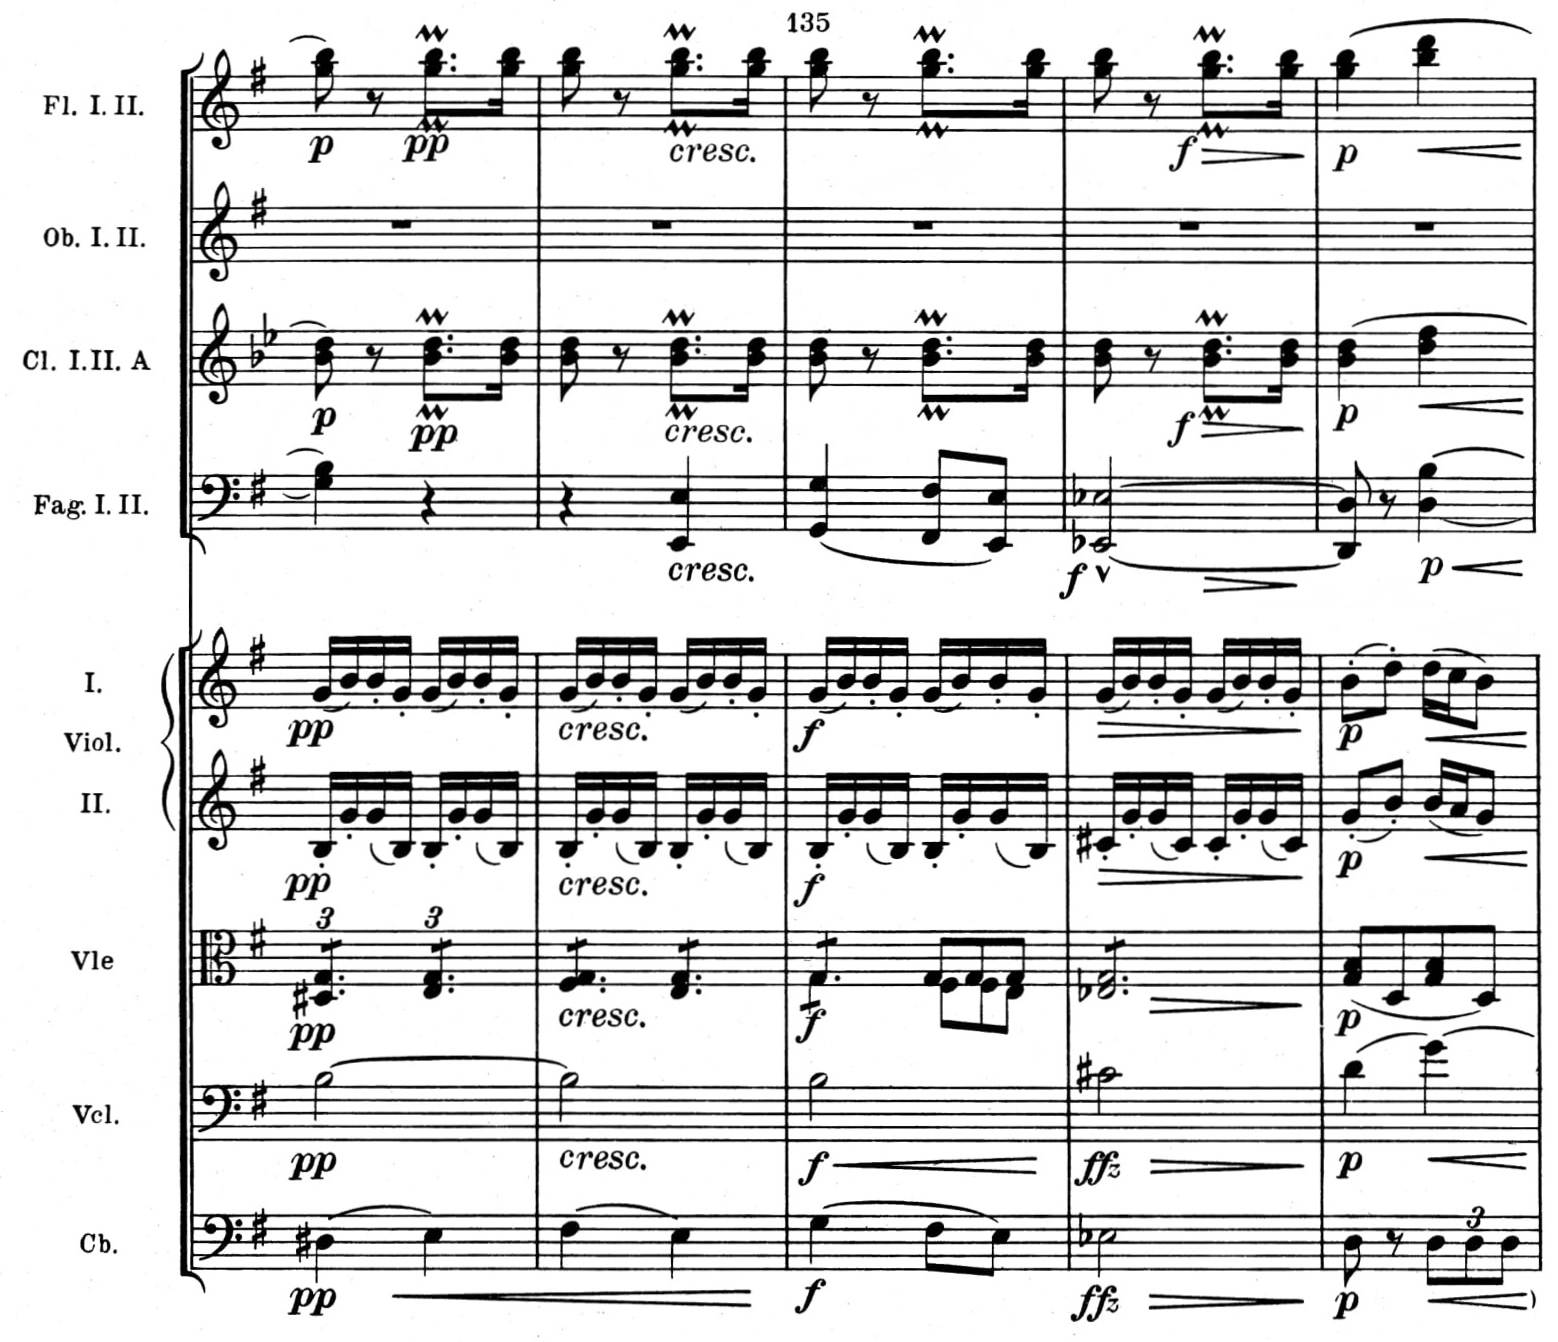 135
Fl. I. II.
p pp cresc. f p
Ob. I. II.
Cl. I. II. A
p pp cresc. f p
Fag. I. II.
cresc. f p
I.
pp cresc. f p
Viol.
II.
pp cresc. f p
3 3
Vle
pp cresc. f p
Vcl.
pp cresc. f ffz p
3
Cb.
pp f ffz p